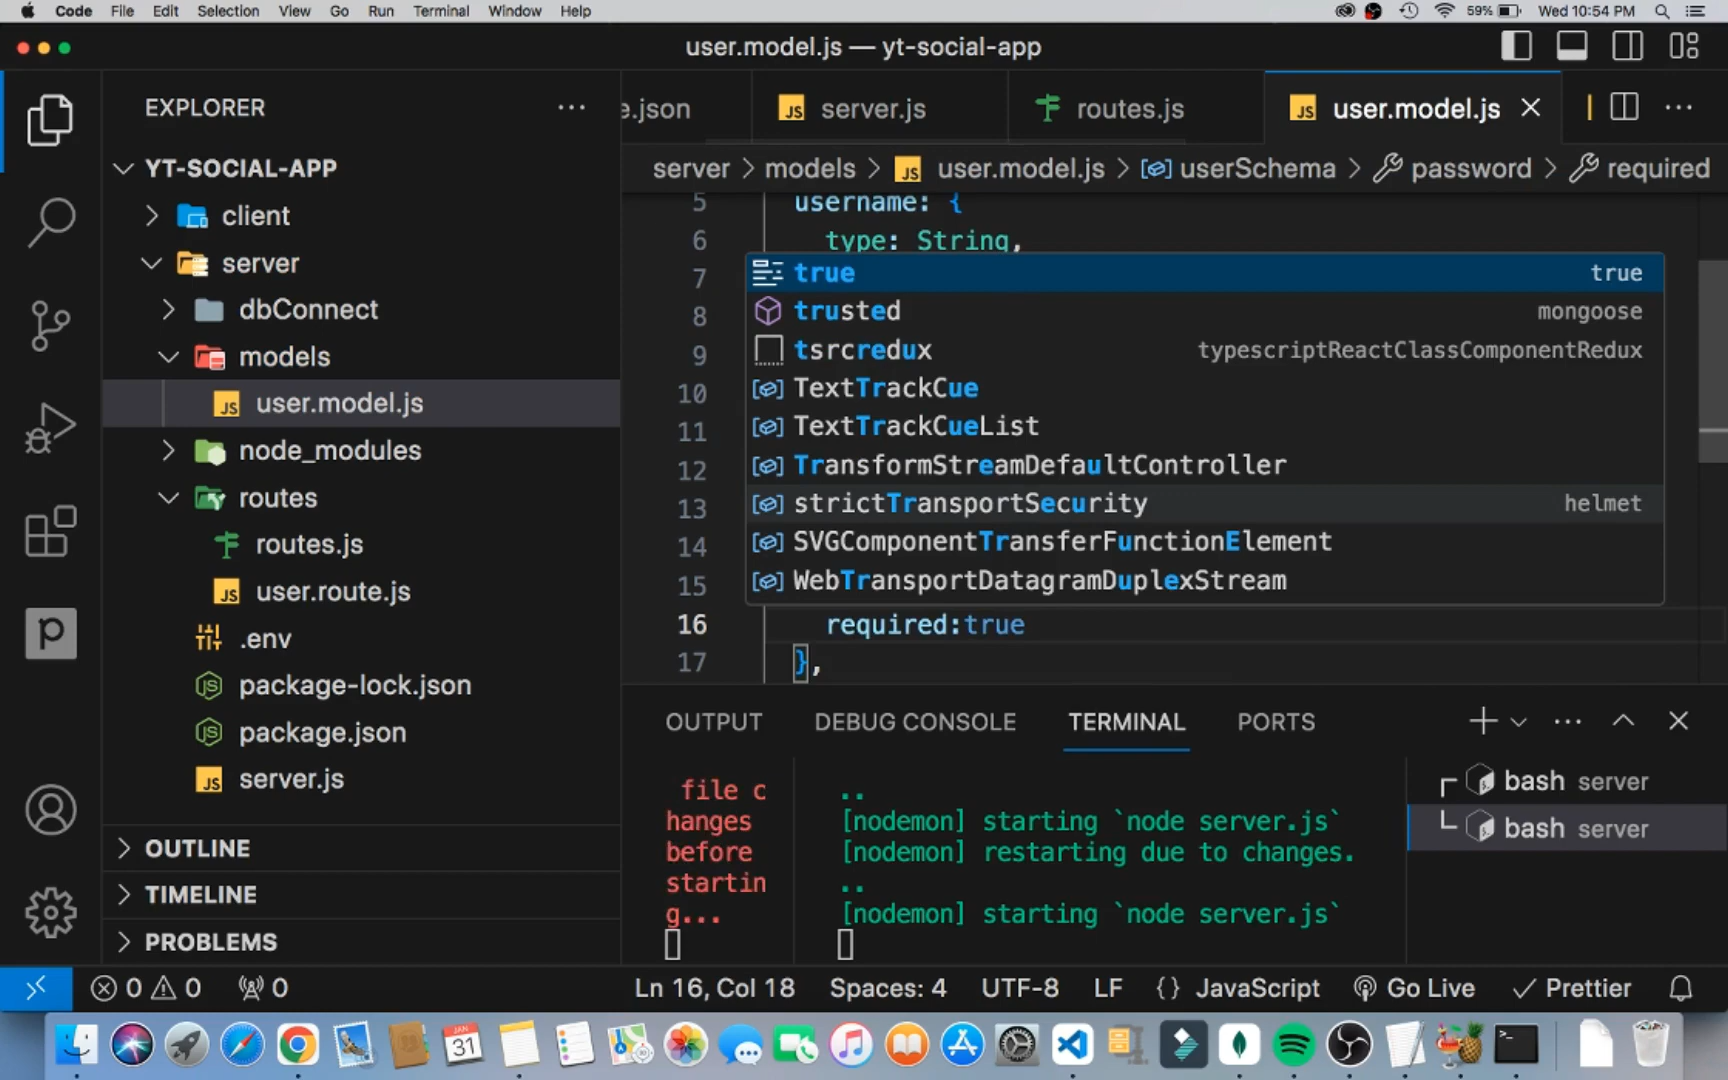 Code File Edit Selection View Go Run Terminal Window Help 59% Wed 10:54 PM
user.model.js — yt-social-app
EXPLORER
YT-SOCIAL-APP
client
server
dbConnect
models
user.model.js
node_modules
routes
routes.js
user.route.js
.env
package-lock.json
package.json
server.js
OUTLINE
TIMELINE
PROBLEMS
e.json server.js routes.js user.model.js
server > models > user.model.js > userSchema > password > required
5 username: {
6 type: String,
7
8
9
10
11
12
13
14
15
true true
trusted mongoose
tsrcredux typescriptReactClassComponentRedux
TextTrackCue
TextTrackCueList
TransformStreamDefaultController
strictTransportSecurity helmet
SVGComponentTransferFunctionElement
WebTransportDatagramDuplexStream
16 required:true
17 },
OUTPUT DEBUG CONSOLE TERMINAL PORTS
file c
hanges
before
startin
g...
..
[nodemon] starting `node server.js`
[nodemon] restarting due to changes.
..
[nodemon] starting `node server.js`
bash server
bash server
0 0 0 Ln 16, Col 18 Spaces: 4 UTF-8 LF {} JavaScript Go Live Prettier
JAN
31